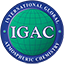 INTERNATIONAL GLOBAL
IGAC
ATMOSPHERIC CHEMISTRY